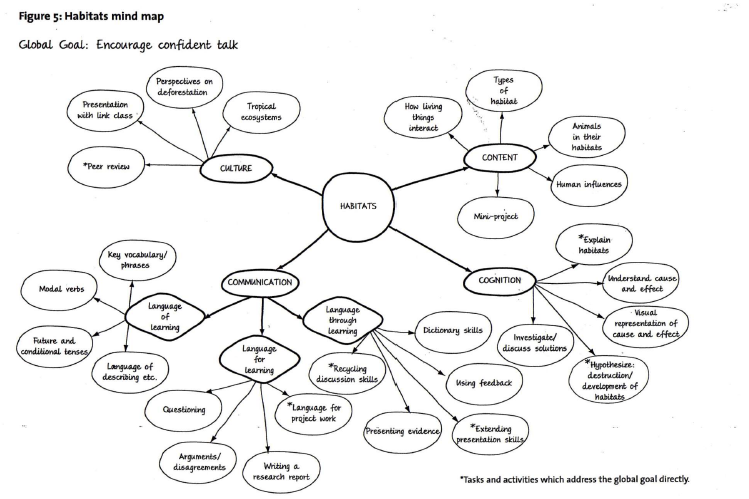 Figure 5: Habitats mind map
Global Goal: Encourage confident talk
Perspectives on
deforestation
Presentation
with link class
Tropical
ecosystems
*Peer review
CULTURE
Types
of
habitat
How living
things
interact
Animals
in their
habitats
CONTENT
Human influences
Mini-project
HABITATS
Key vocabulary/
phrases
Modal verbs
Future and
conditional tenses
Language of
describing etc.
Language
of
learning
COMMUNICATION
Language
for
learning
Questioning
Arguments/
disagreements
Writing a
research report
*Language for
project work
Language
through
learning
Dictionary skills
*Recycling
discussion skills
Using feedback
Presenting evidence
*Extending
presentation skills
COGNITION
*Explain
habitats
Understand cause
and effect
Visual
representation of
cause and effect
Investigate/
discuss solutions
*Hypothesize:
destruction/
development of
habitats
*Tasks and activities which address the global goal directly.